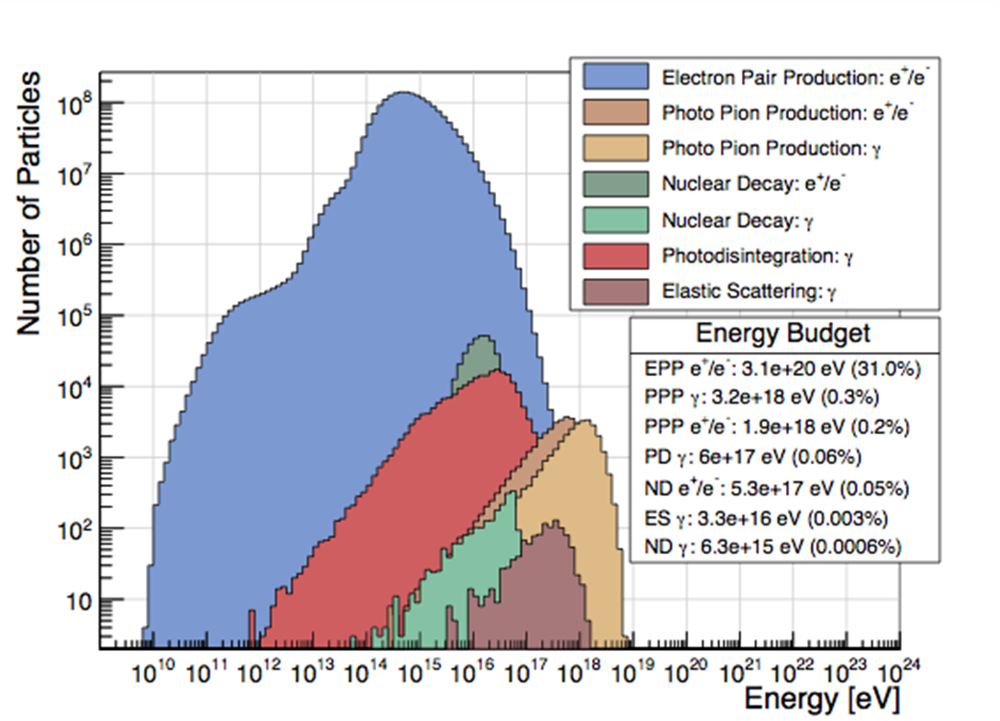 Number of Particles
10⁸
10⁷
10⁶
10⁵
10⁴
10³
10²
10
10¹⁰ 10¹¹ 10¹² 10¹³ 10¹⁴ 10¹⁵ 10¹⁶ 10¹⁷ 10¹⁸ 10¹⁹ 10²⁰ 10²¹ 10²² 10²³ 10²⁴
Energy [eV]
Electron Pair Production: e⁺/e⁻
Photo Pion Production: e⁺/e⁻
Photo Pion Production: γ
Nuclear Decay: e⁺/e⁻
Nuclear Decay: γ
Photodisintegration: γ
Elastic Scattering: γ
Energy Budget
EPP e⁺/e⁻: 3.1e+20 eV (31.0%)
PPP γ: 3.2e+18 eV (0.3%)
PPP e⁺/e⁻: 1.9e+18 eV (0.2%)
PD γ: 6e+17 eV (0.06%)
ND e⁺/e⁻: 5.3e+17 eV (0.05%)
ES γ: 3.3e+16 eV (0.003%)
ND γ: 6.3e+15 eV (0.0006%)